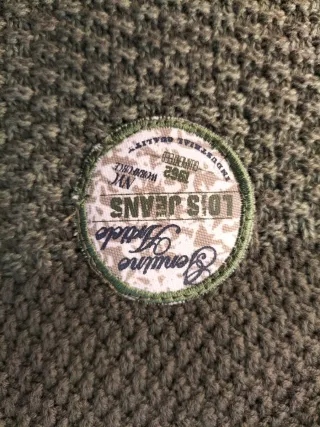 Genuine
Article
LOIS JEANS
1962
INDUSTRIAL QUALITY